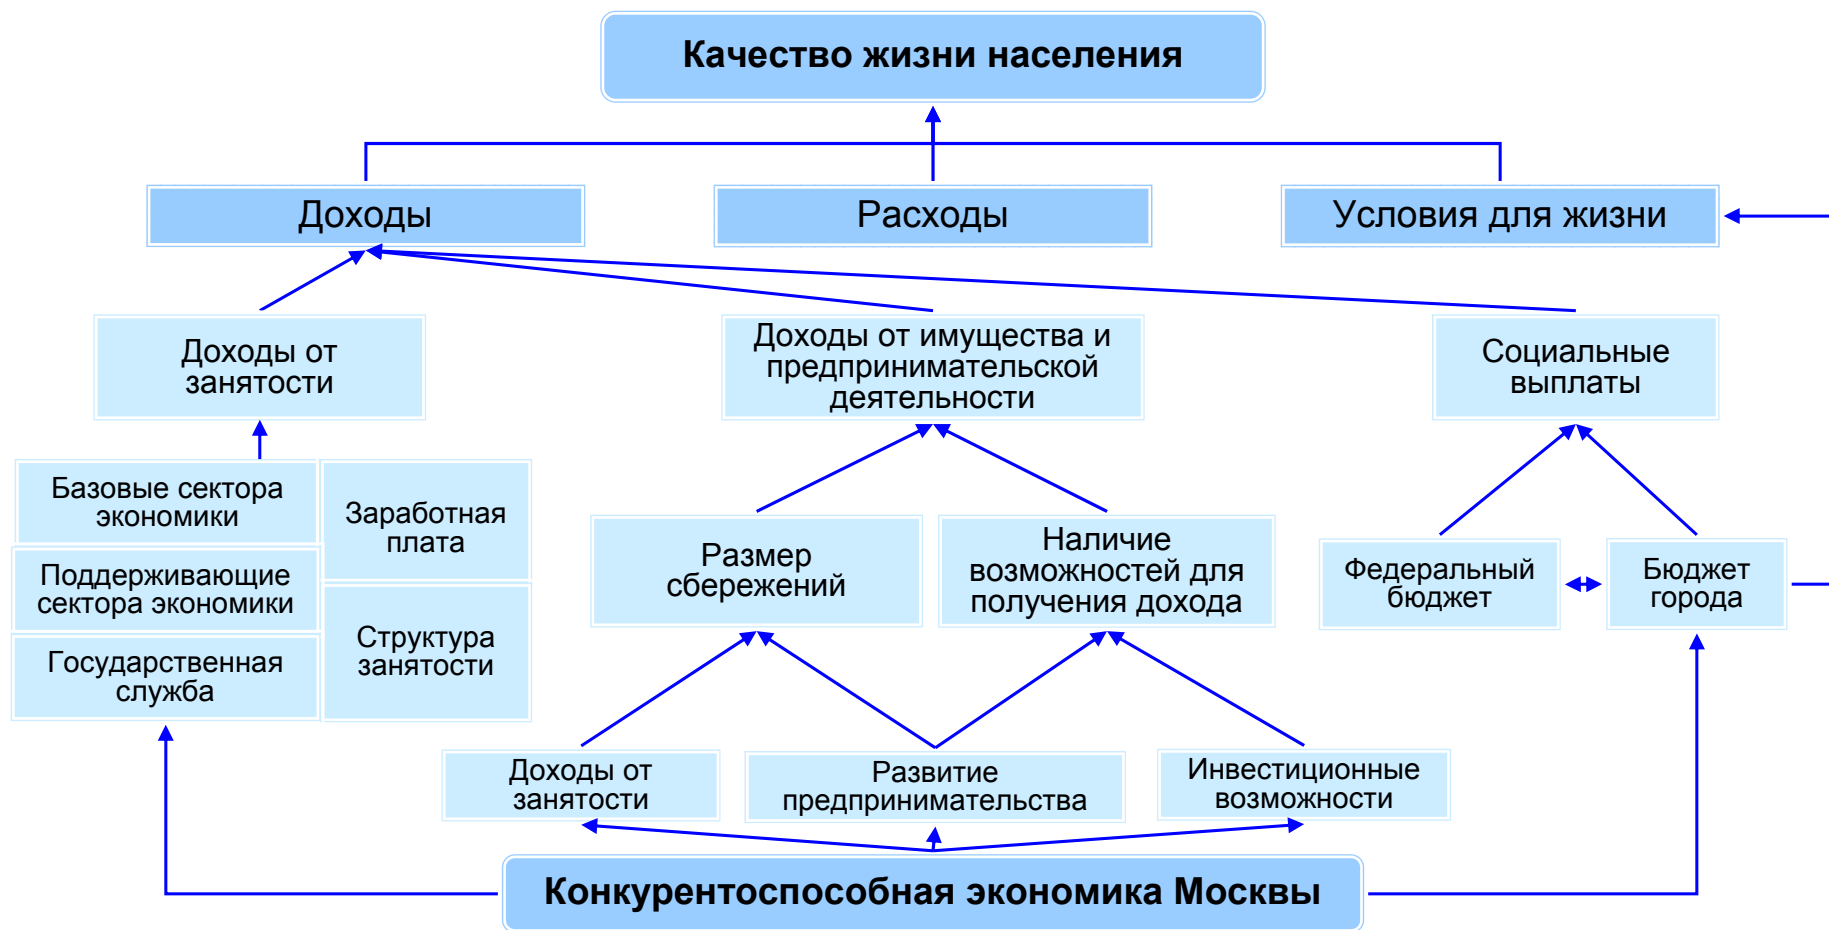 Качество жизни населения
Доходы
Расходы
Условия для жизни
Доходы от
занятости
Доходы от имущества и
предпринимательской
деятельности
Социальные
выплаты
Базовые сектора
экономики
Заработная
плата
Поддерживающие
сектора экономики
Структура
занятости
Государственная
служба
Размер
сбережений
Наличие
возможностей для
получения дохода
Федеральный
бюджет
Бюджет
города
Доходы от
занятости
Развитие
предпринимательства
Инвестиционные
возможности
Конкурентоспособная экономика Москвы